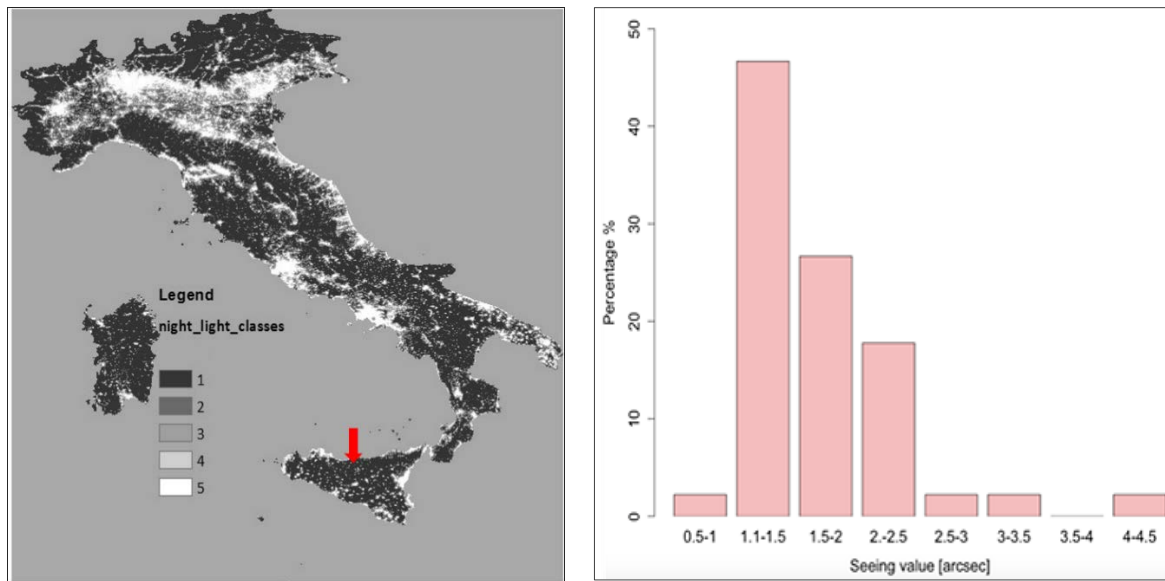 Legend
night_light_classes
1
2
3
4
5
50
40
30
20
10
0
Percentage %
0.5-1 1.1-1.5 1.5-2 2.-2.5 2.5-3 3-3.5 3.5-4 4-4.5
Seeing value [arcsec]